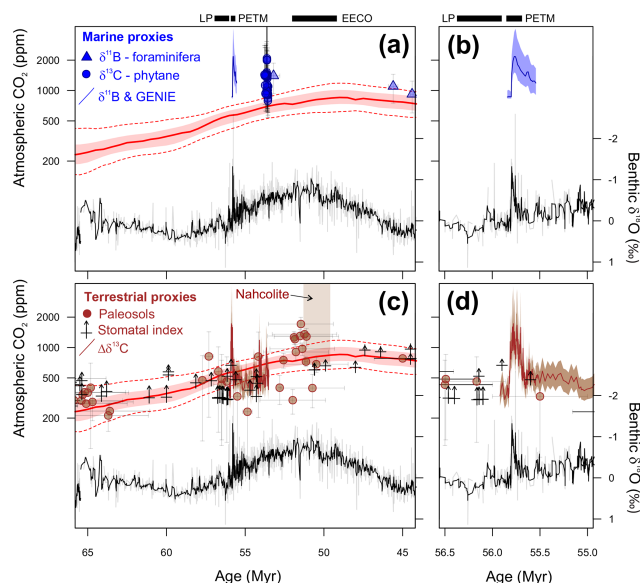 LP PETM EECO LP PETM
Marine proxies
δ¹¹B - foraminifera
δ¹³C - phytane
δ¹¹B & GENIE
(a)
(b)
Atmospheric CO₂ (ppm)
2000
1000
500
200
-2
-1
0
1
Benthic δ¹⁸O (‰)
Terrestrial proxies
Paleosols
Stomatal index
Δδ¹³C
Nahcolite
(c)
(d)
Atmospheric CO₂ (ppm)
2000
1000
500
200
-2
-1
0
1
Benthic δ¹⁸O (‰)
65 60 55 50 45 56.5 56.0 55.5 55.0
Age (Myr) Age (Myr)